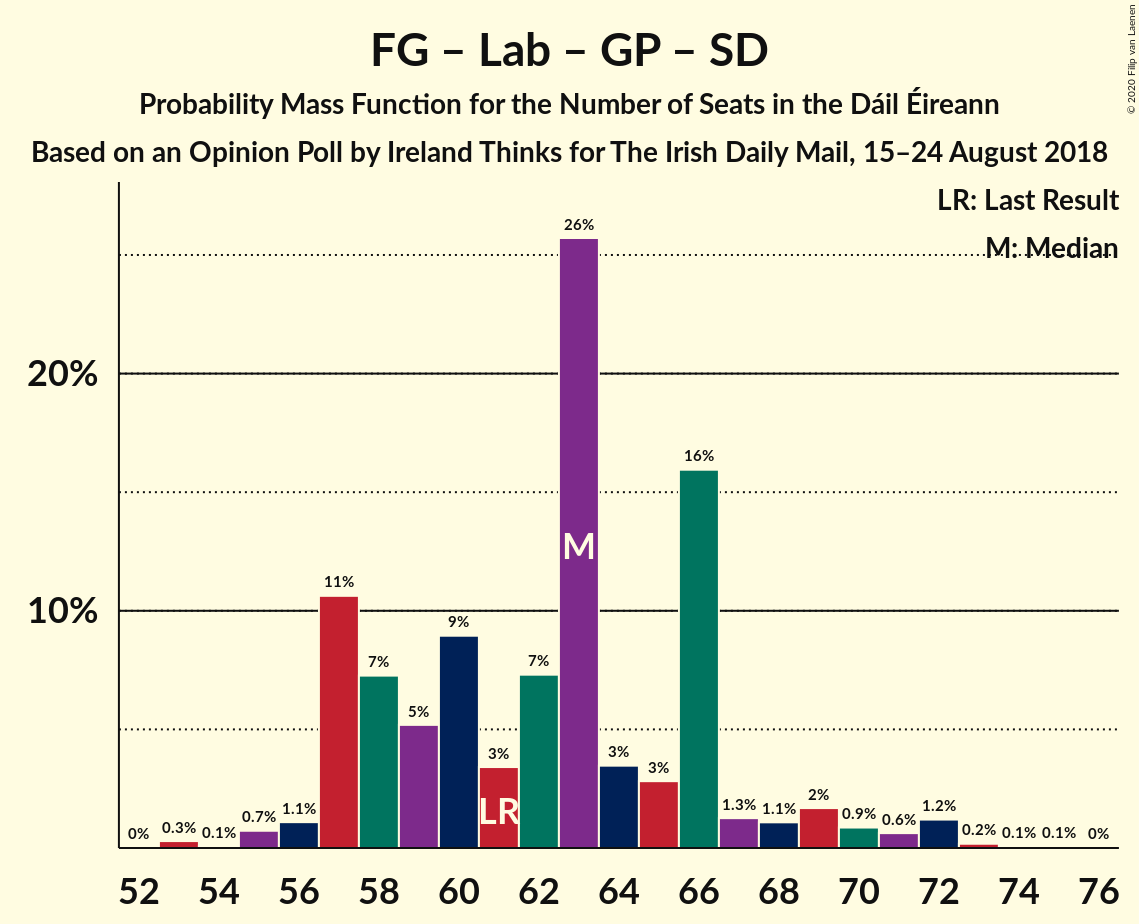 FG – Lab – GP – SD
Probability Mass Function for the Number of Seats in the Dáil Éireann
Based on an Opinion Poll by Ireland Thinks for The Irish Daily Mail, 15–24 August 2018
© 2020 Filip van Laenen
LR: Last Result
M: Median
20%
10%
0% 0.3% 0.1% 0.7% 1.1% 11% 7% 5% 9% 3% 7% 26% 3% 3% 16% 1.3% 1.1% 2% 0.9% 0.6% 1.2% 0.2% 0.1% 0.1% 0%
M
LR
52 54 56 58 60 62 64 66 68 70 72 74 76